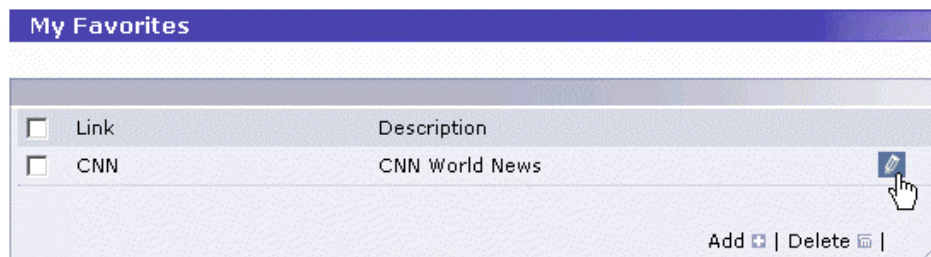 My Favorites
Link Description
CNN CNN World News
Add | Delete |